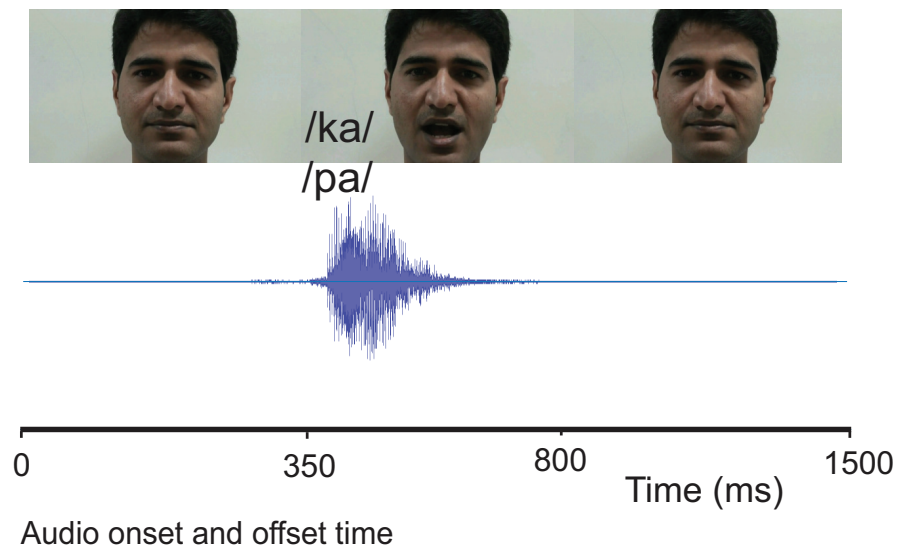 /ka/
/pa/
0 350 800 1500
Time (ms)
Audio onset and offset time